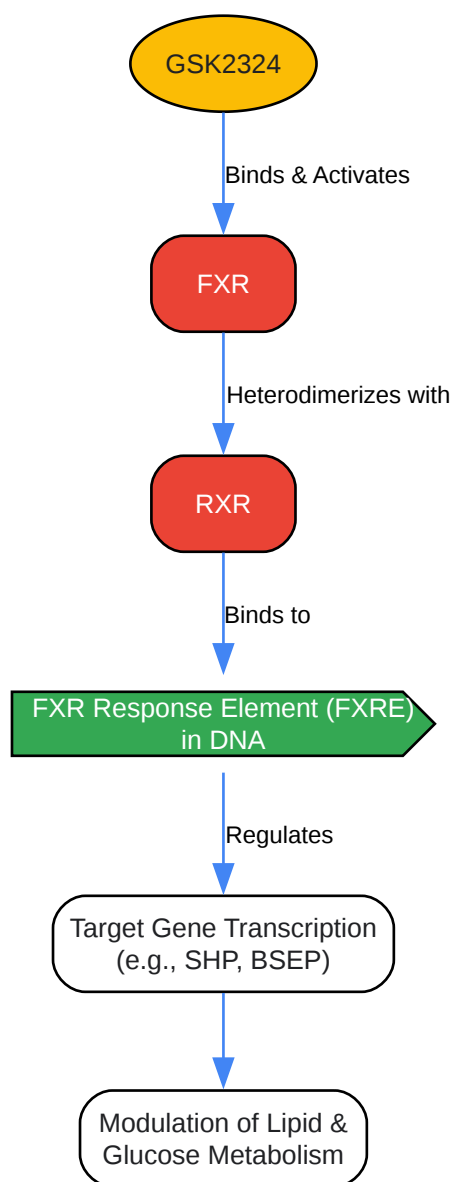 GSK2324
Binds & Activates
FXR
Heterodimerizes with
RXR
Binds to
FXR Response Element (FXRE)
in DNA
Regulates
Target Gene Transcription
(e.g., SHP, BSEP)
Modulation of Lipid &
Glucose Metabolism